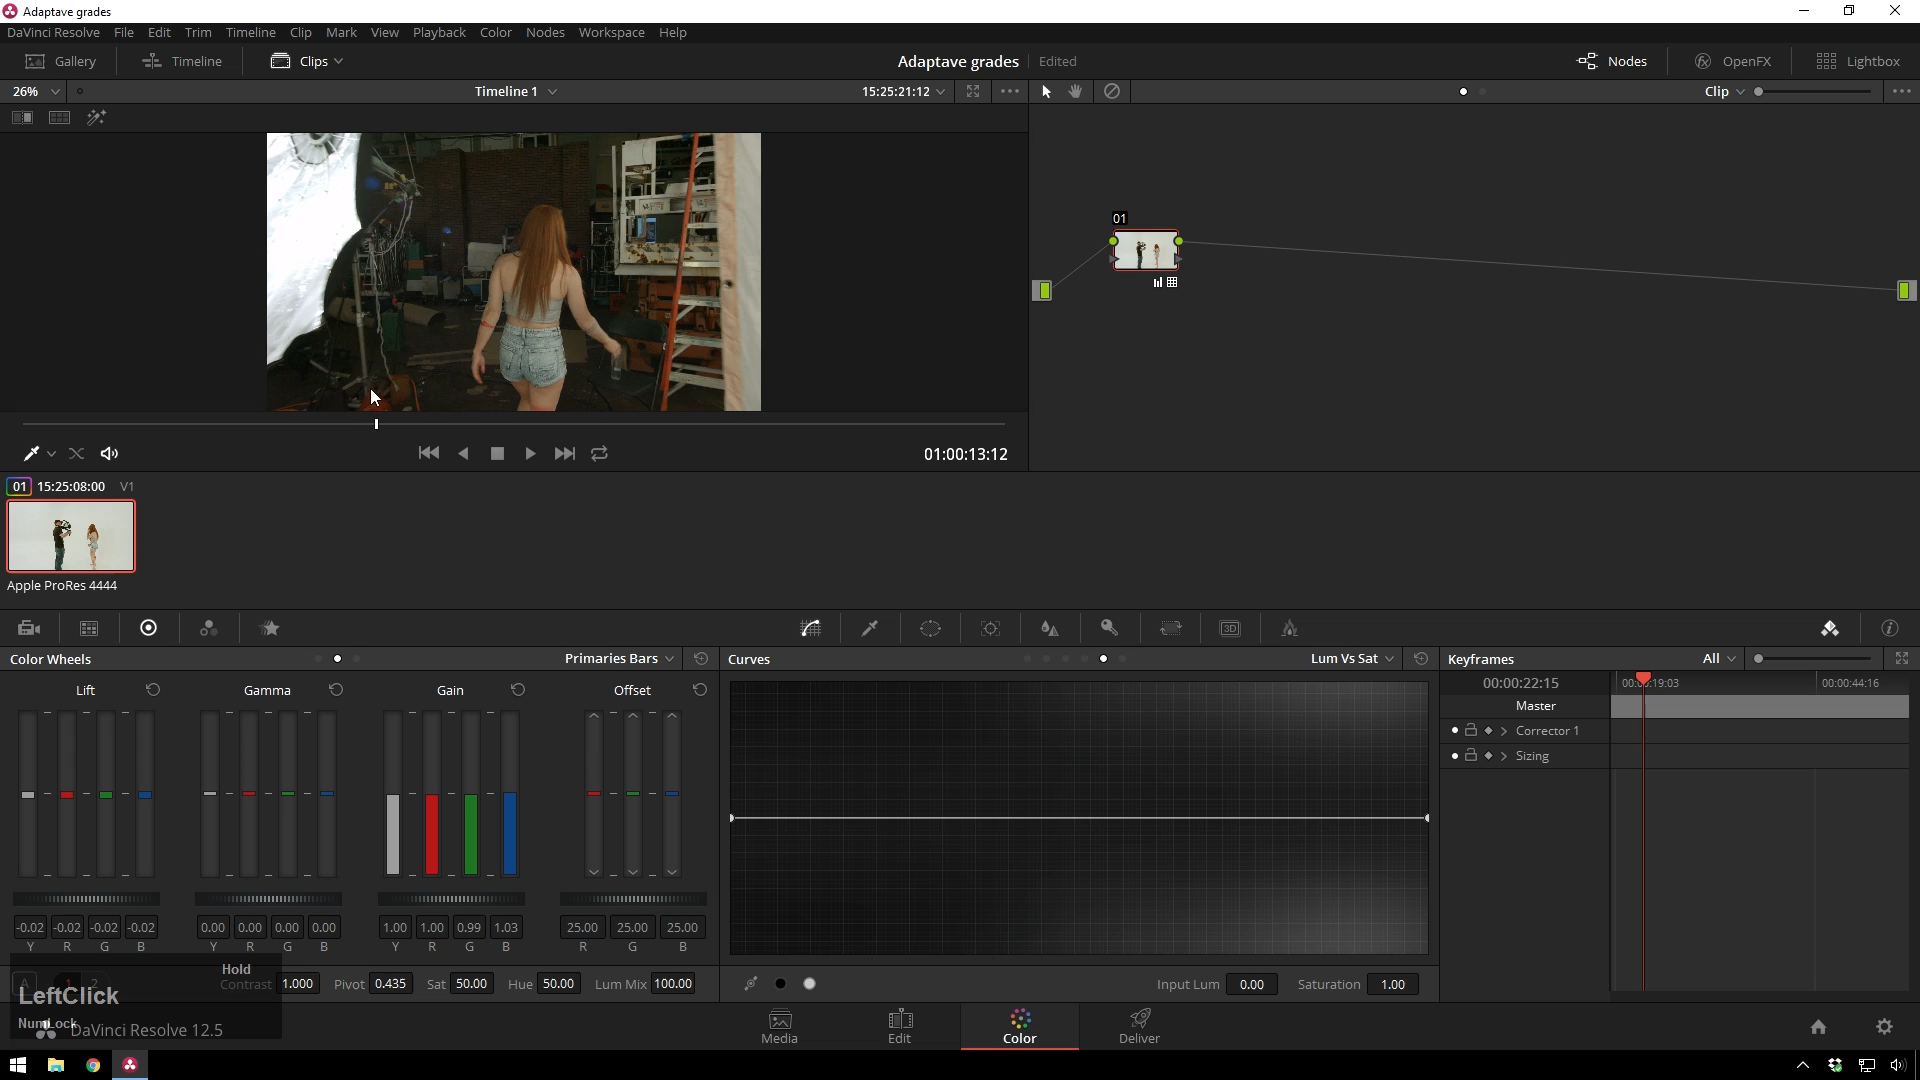 Adaptave grades
DaVinci Resolve File Edit Trim Timeline Clip Mark View Playback Color Nodes Workspace Help
Gallery Timeline Clips Adaptave grades Edited Nodes OpenFX Lightbox
26% Timeline 1 15:25:21:12 Clip
01
01:00:13:12
01 15:25:08:00 V1
Apple ProRes 4444
3D
Color Wheels Primaries Bars Curves Lum Vs Sat Keyframes All
Lift Gamma Gain Offset 00:00:22:15 00:00:19:03 00:00:44:16
Master
Corrector 1
Sizing
-0.02 -0.02 -0.02 -0.02 0.00 0.00 0.00 0.00 1.00 1.00 0.99 1.03 25.00 25.00 25.00
Y R G B Y R G B Y R G B R G B
Hold
A 1 2 Contrast 1.000 Pivot 0.435 Sat 50.00 Hue 50.00 Lum Mix 100.00 Input Lum 0.00 Saturation 1.00
LeftClick
NumLock DaVinci Resolve 12.5
Media Edit Color Deliver